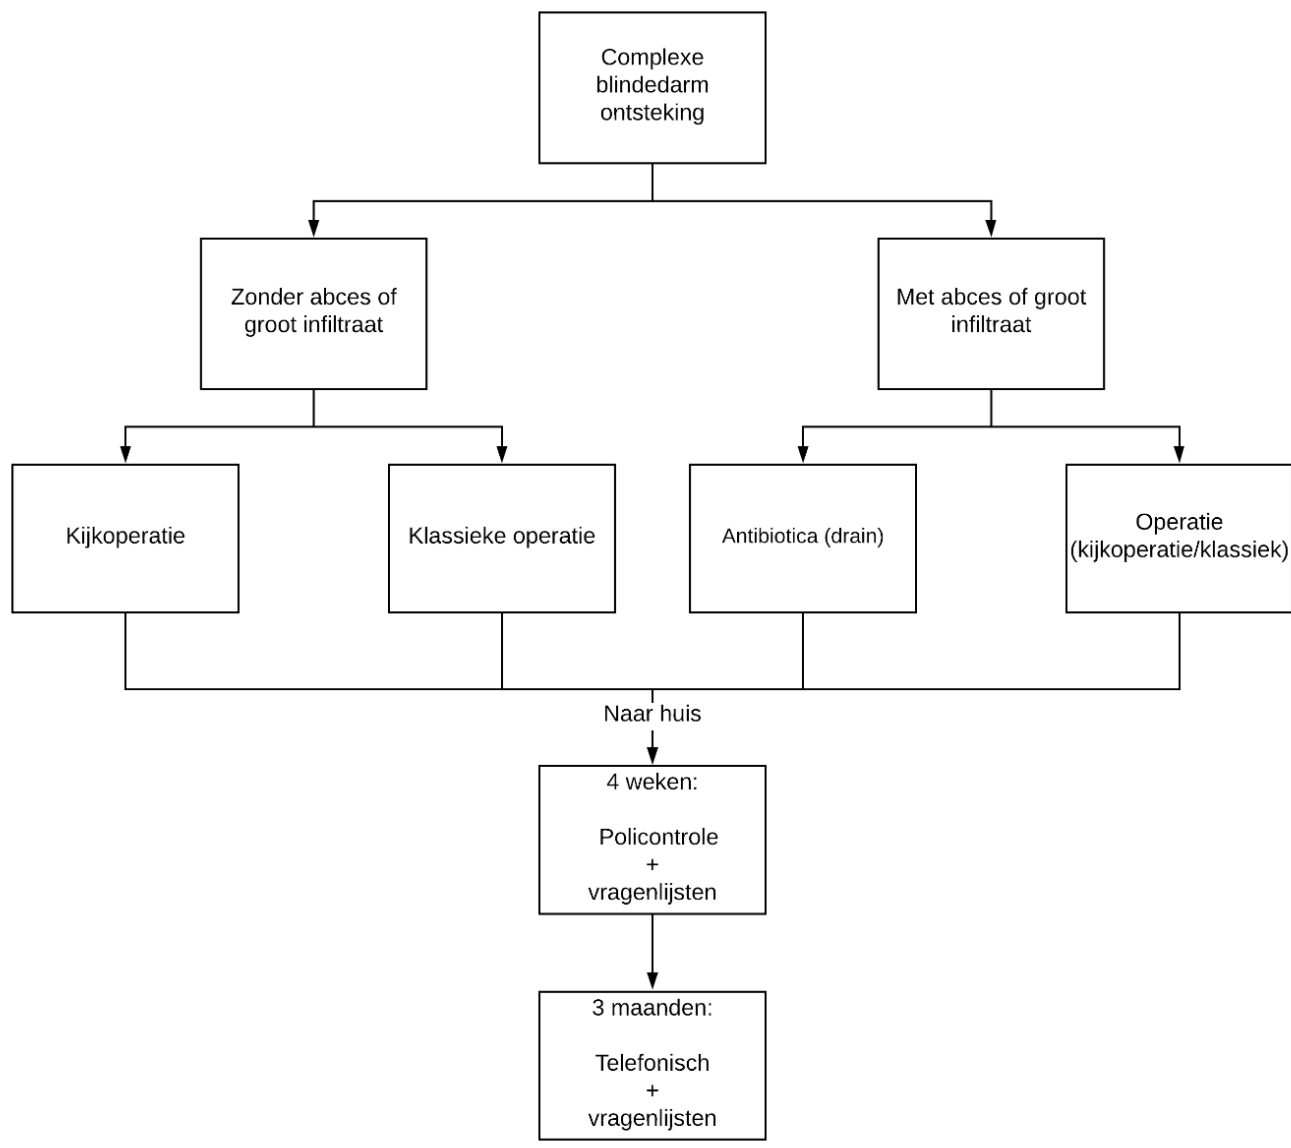 Complexe
blindedarm
ontsteking
Zonder abces of
groot infiltraat
Met abces of groot
infiltraat
Kijkoperatie
Klassieke operatie
Antibiotica (drain)
Operatie
(kijkoperatie/klassiek)
Naar huis
4 weken:
Policontrole
+
vragenlijsten
3 maanden:
Telefonisch
+
vragenlijsten